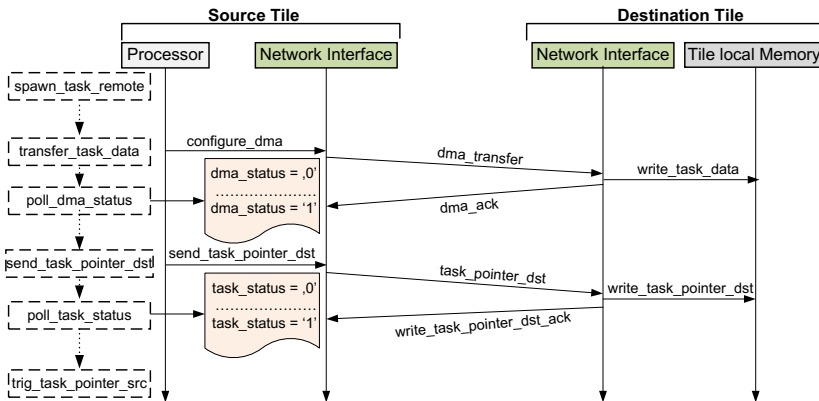 Source Tile
Destination Tile
Processor
Network Interface
Network Interface
Tile local Memory
spawn_task_remote
configure_dma
transfer_task_data
dma_transfer
dma_status = ‚0’
write_task_data
poll_dma_status
dma_status = ‘1’
dma_ack
send_task_pointer_dst
send_task_pointer_dst
task_pointer_dst
task_status = ‚0’
write_task_pointer_dst
poll_task_status
task_status = ‘1’
write_task_pointer_dst_ack
trig_task_pointer_src